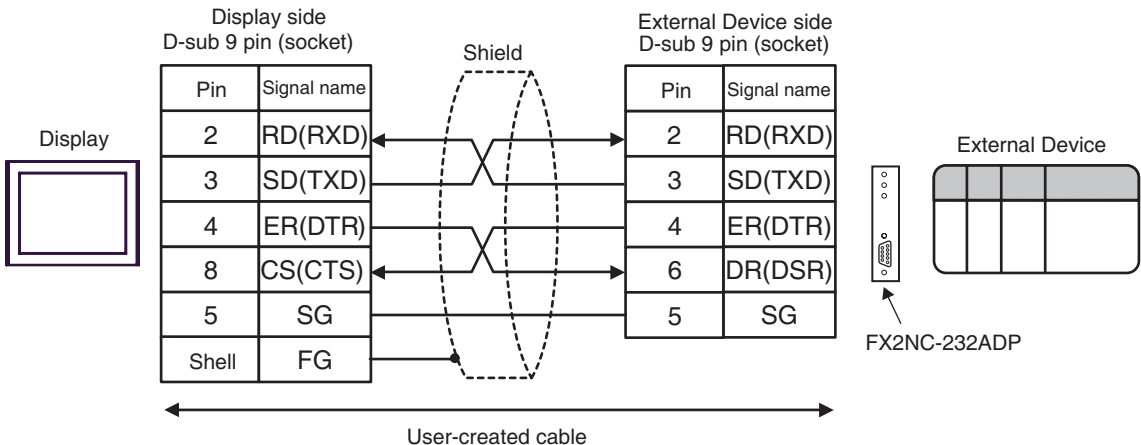 Display side
D-sub 9 pin (socket)
Shield
External Device side
D-sub 9 pin (socket)
Pin Signal name
2 RD(RXD)
3 SD(TXD)
4 ER(DTR)
8 CS(CTS)
5 SG
Shell FG
Pin Signal name
2 RD(RXD)
3 SD(TXD)
4 ER(DTR)
6 DR(DSR)
5 SG
Display
External Device
FX2NC-232ADP
User-created cable